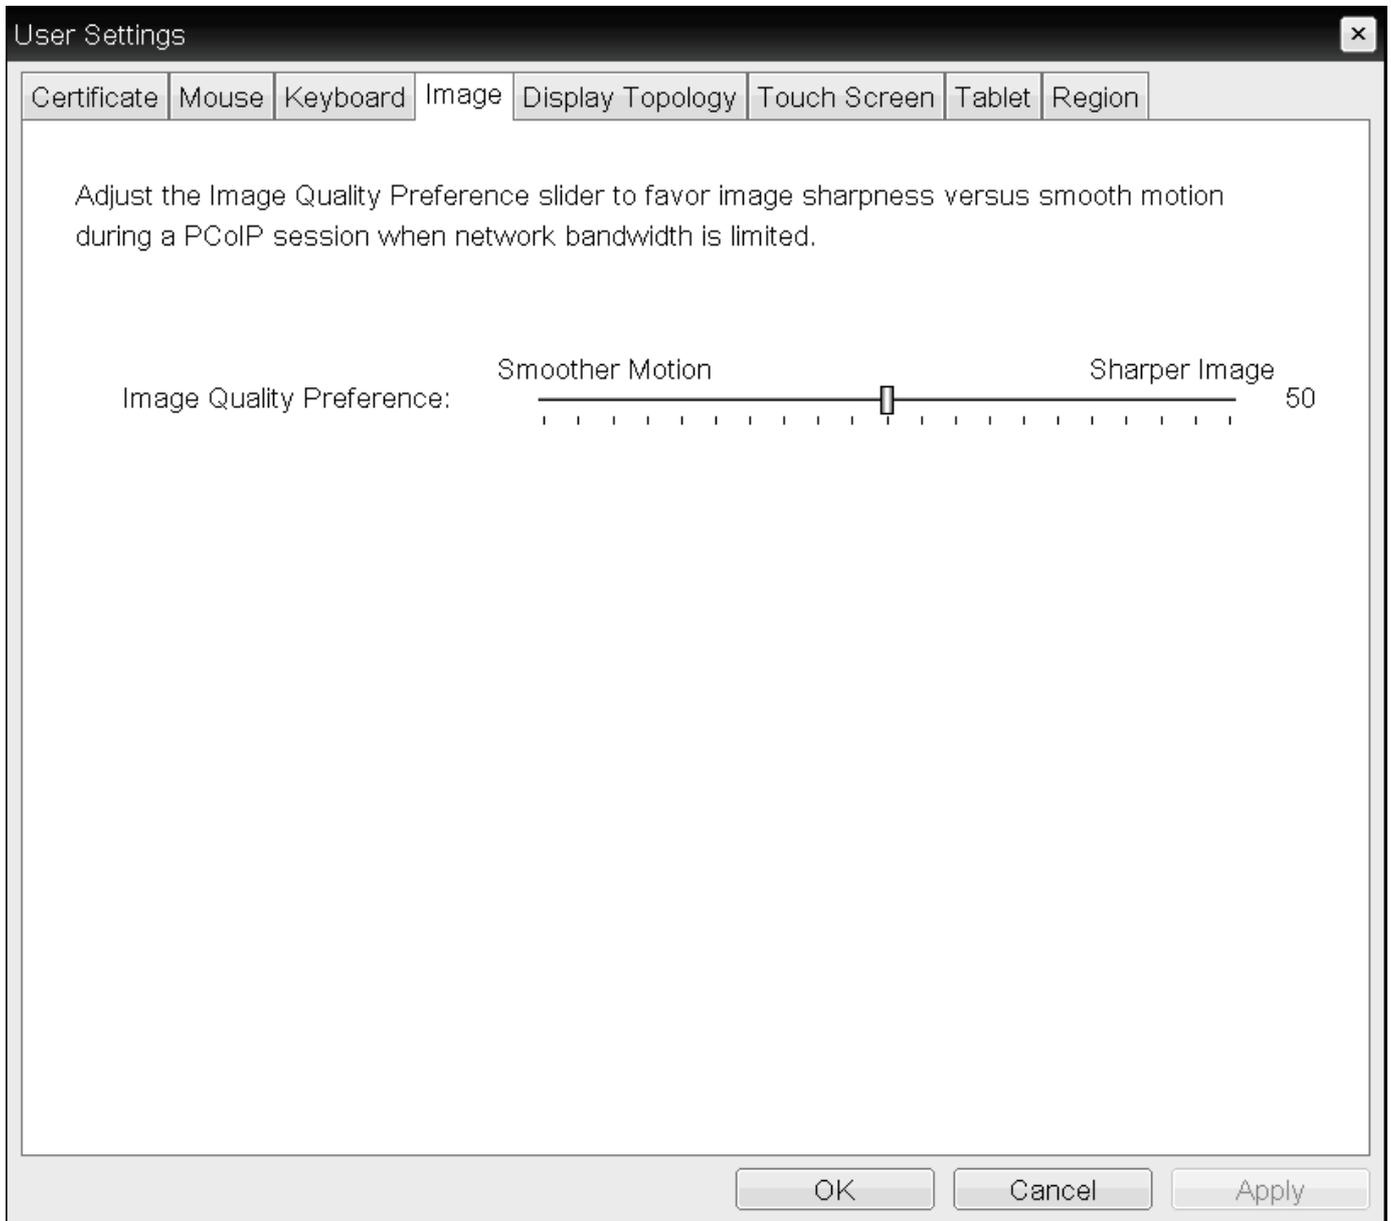 User Settings
Certificate Mouse Keyboard Image Display Topology Touch Screen Tablet Region
Adjust the Image Quality Preference slider to favor image sharpness versus smooth motion
during a PCoIP session when network bandwidth is limited.
Smoother Motion Sharper Image
Image Quality Preference: 50
OK Cancel Apply